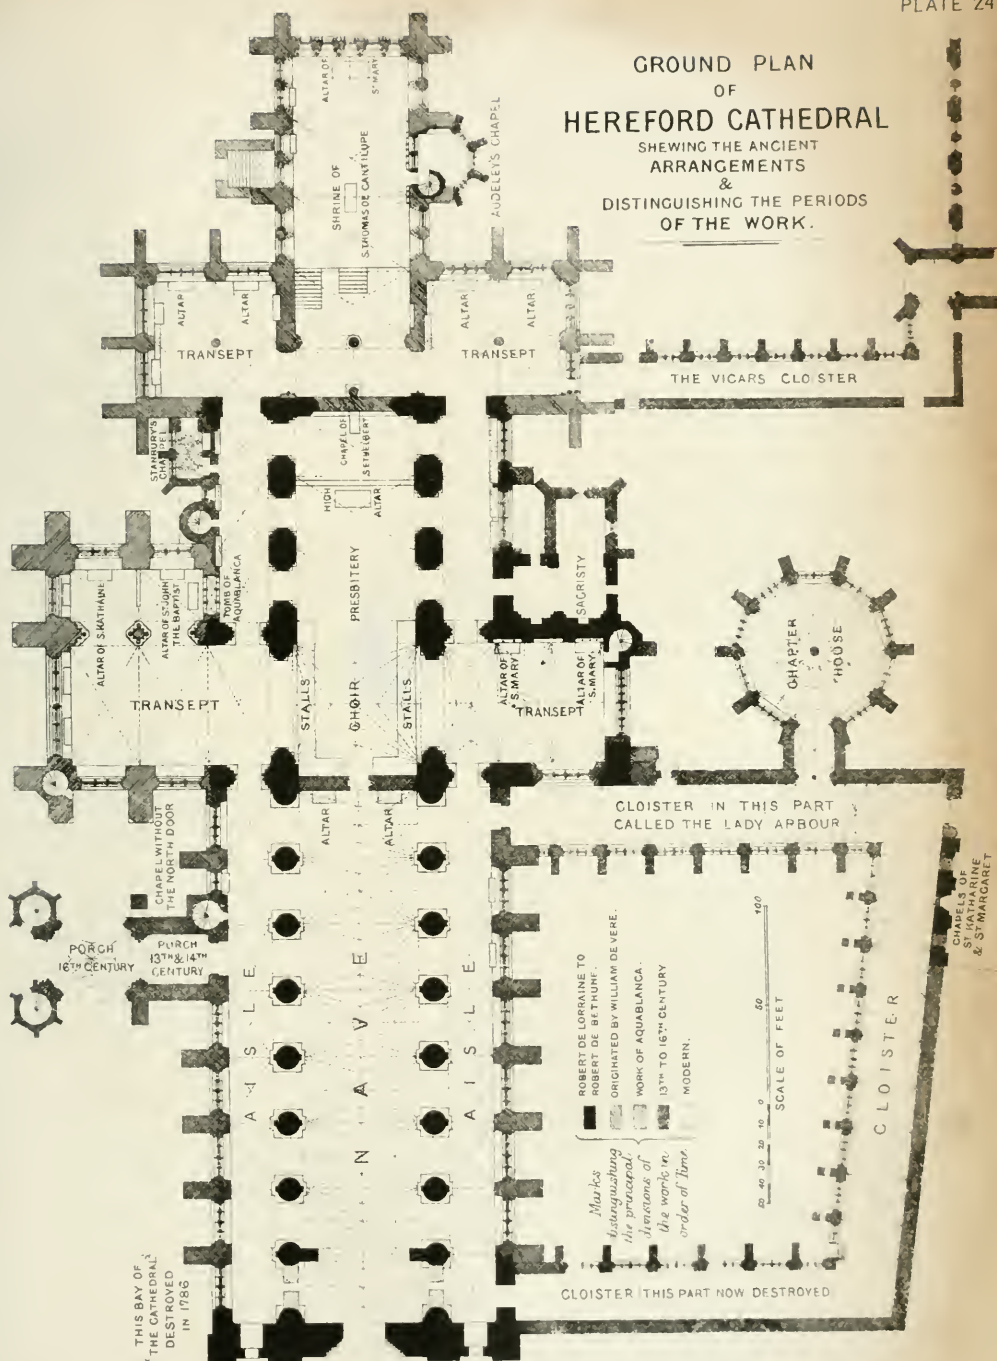 PLATE 24
GROUND PLAN
OF
HEREFORD CATHEDRAL
SHEWING THE ANCIENT
ARRANGEMENTS
&
DISTINGUISHING THE PERIODS
OF THE WORK.
ALTAR OF
ST MARY
SHRINE OF
S. THOMAS DE CANTILUPE
AUDELEY'S CHAPEL
ALTAR
ALTAR
TRANSEPT
ALTAR
ALTAR
TRANSEPT
THE VICARS CLOISTER
STANBURY'S
CHAPEL
CHAPEL OF
S ETHELBERT
HIGH
ALTAR
PRESBITERY
TOMB OF
AQUABLANCA
SACRISTY
ALTAR OF S. KATHAINE
ALTAR OF ST JOHN
THE BAPTIST
TRANSEPT
STALLS
CHOIR
STALLS
ALTAR OF
S. MARY
ALTAR OF
S. MARY
TRANSEPT
CHAPTER
HOUSE
CHAPEL WITHOUT
THE NORTH DOOR
ALTAR
ALTAR
CLOISTER IN THIS PART
CALLED THE LADY ARBOUR
CHAPELS OF
ST KATHARINE
& ST MARGARET
PORCH
16TH CENTURY
PORCH
13TH & 14TH
CENTURY
AISLE
NAVE
AISLE
Marks
distinguishing
the principal
divisions of
the work in
order of Time.
ROBERT DE LORRAINE TO
ROBERT DE BETHUNE.
ORIGINATED BY WILLIAM DE VERE.
WORK OF AQUABLANCA.
13TH TO 16TH CENTURY
MODERN.
50 40 30 20 10 0 50 100
SCALE OF FEET
CLOISTER
THIS BAY OF
THE CATHEDRAL
DESTROYED
IN 1786
CLOISTER THIS PART NOW DESTROYED